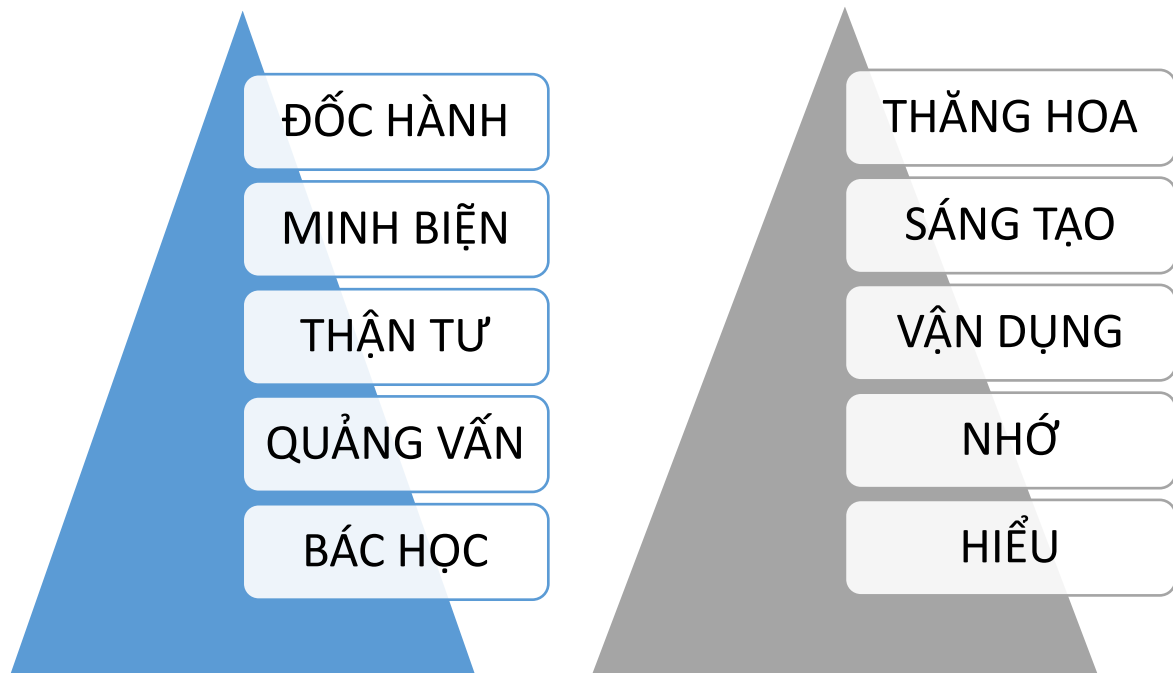 ĐỐC HÀNH
MINH BIỆN
THẬN TƯ
QUẢNG VẤN
BÁC HỌC
THĂNG HOA
SÁNG TẠO
VẬN DỤNG
NHỚ
HIỂU